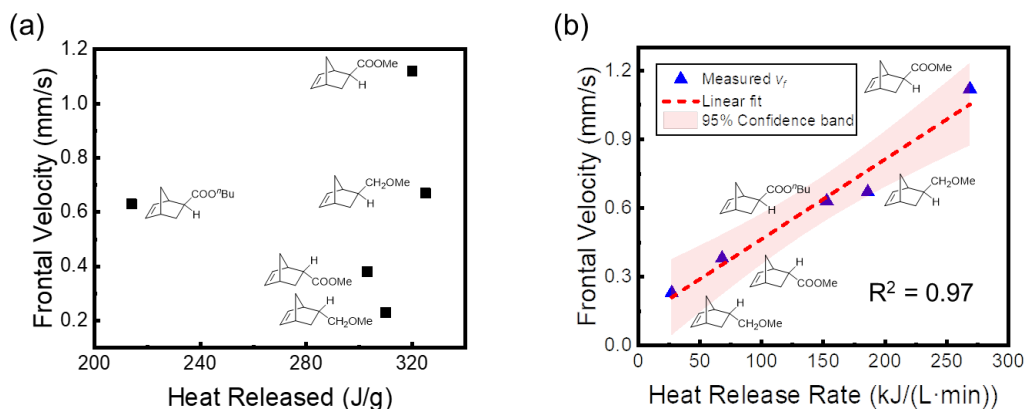 (a)
1.2
1.0
0.8
0.6
0.4
0.2
Frontal Velocity (mm/s)
COOMe
H
COOⁿBu
H
CH₂OMe
H
H
COOMe
H
CH₂OMe
200 240 280 320
Heat Released (J/g)
(b)
1.2
0.9
0.6
0.3
0.0
Frontal Velocity (mm/s)
Measured v_f
Linear fit
95% Confidence band
COOMe
H
COOⁿBu
H
CH₂OMe
H
H
COOMe
H
CH₂OMe
R² = 0.97
0 50 100 150 200 250 300
Heat Release Rate (kJ/(L·min))